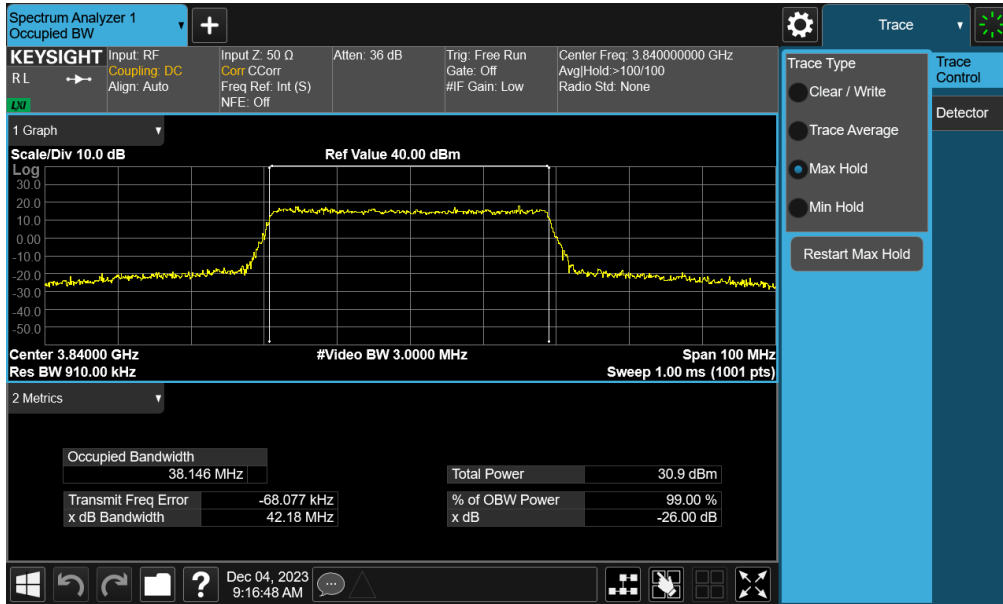 Spectrum Analyzer 1
Occupied BW
+
Trace
KEYSIGHT
R L
LXI
Input: RF
Coupling: DC
Align: Auto
Input Z: 50 Ω
Corr CCorr
Freq Ref: Int (S)
NFE: Off
Atten: 36 dB
Trig: Free Run
Gate: Off
#IF Gain: Low
Center Freq: 3.840000000 GHz
Avg|Hold:>100/100
Radio Std: None
Trace Type
Clear / Write
Trace Average
Max Hold
Min Hold
Restart Max Hold
Trace
Control
Detector
1 Graph
Scale/Div 10.0 dB
Ref Value 40.00 dBm
Log
30.0
20.0
10.0
0.00
-10.0
-20.0
-30.0
-40.0
-50.0
Center 3.84000 GHz
#Video BW 3.0000 MHz
Span 100 MHz
Res BW 910.00 kHz
Sweep 1.00 ms (1001 pts)
2 Metrics
Occupied Bandwidth
38.146 MHz
Total Power 30.9 dBm
Transmit Freq Error -68.077 kHz
% of OBW Power 99.00 %
x dB Bandwidth 42.18 MHz
x dB -26.00 dB
?
Dec 04, 2023
9:16:48 AM